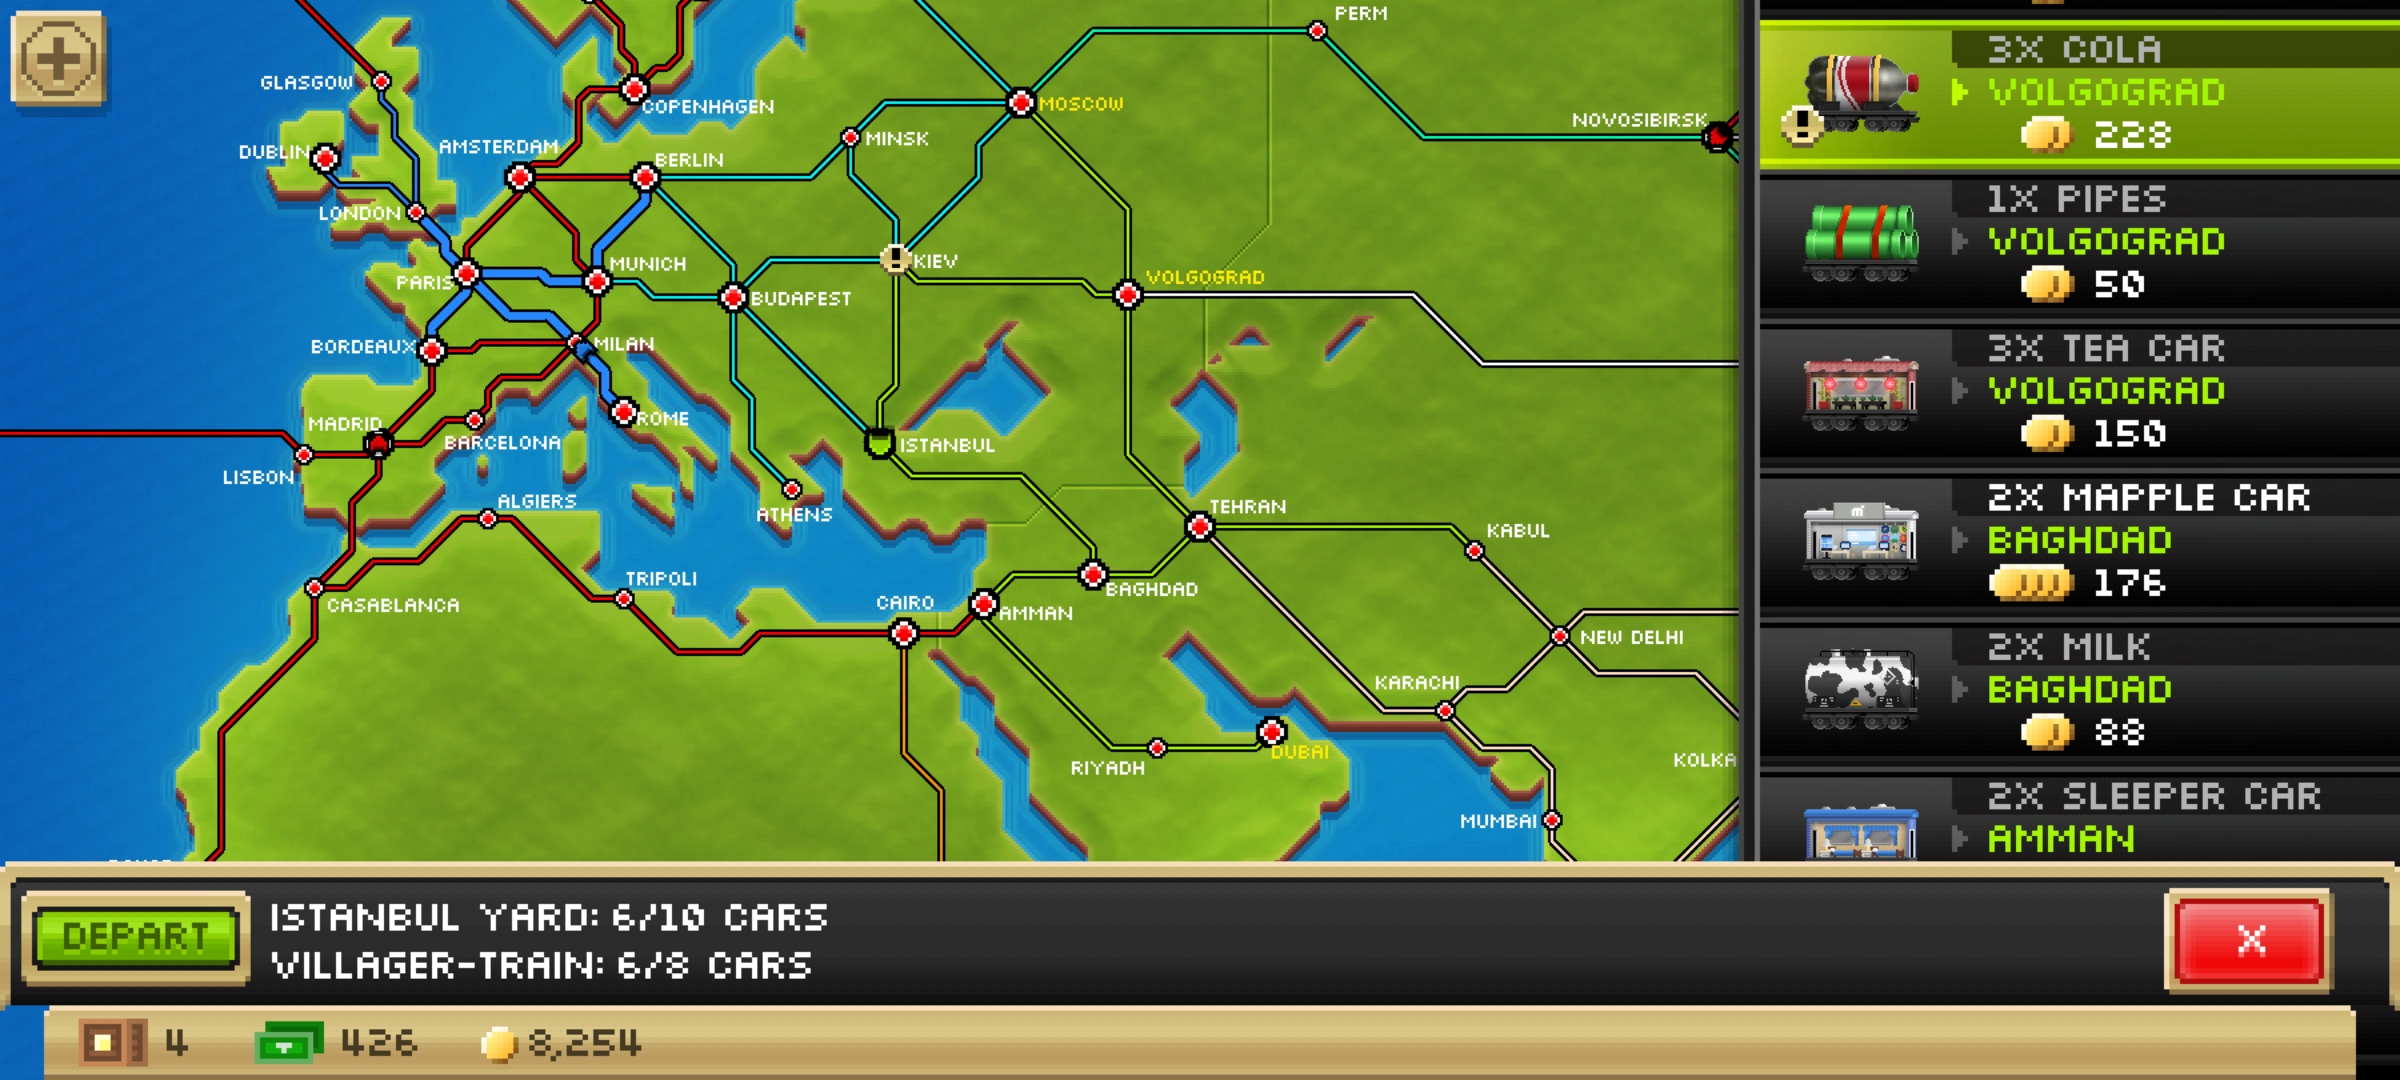 PERM
GLASGOW
COPENHAGEN
MOSCOW
NOVOSIBIRSK
MINSK
DUBLIN
AMSTERDAM
BERLIN
LONDON
PARIS
MUNICH
KIEV
VOLGOGRAD
BUDAPEST
BORDEAUX
MILAN
MADRID
BARCELONA
ROME
ISTANBUL
LISBON
ALGIERS
ATHENS
TEHRAN
KABUL
TRIPOLI
BAGHDAD
CASABLANCA
CAIRO
AMMAN
NEW DELHI
KARACHI
DUBAI
RIYADH
KOLKA
MUMBAI
3X COLA
VOLGOGRAD
228
1X PIPES
VOLGOGRAD
50
3X TEA CAR
VOLGOGRAD
150
2X MAPPLE CAR
BAGHDAD
176
2X MILK
BAGHDAD
88
2X SLEEPER CAR
AMMAN
DEPART
ISTANBUL YARD: 6/10 CARS
VILLAGER-TRAIN: 6/8 CARS
X
4
426
8,254